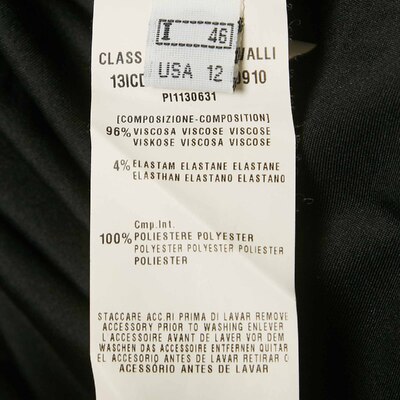 I 46
USA 12
CLASS VALLI
13ICD 0910
PI1130631
(COMPOSIZIONE-COMPOSITION)
96% VISCOSA VISCOSE VISCOSE
VISKOSE VISCOSA VISCOSE
4% ELASTAM ELASTANE ELASTANE
ELASTHAN ELASTANO ELASTANO
Cmp.Int.
100% POLIESTERE POLYESTER
POLYESTER POLYESTER POLIESTER
POLIESTER
STACCARE ACC.RI PRIMA DI LAVAR REMOVE
ACCESSORY PRIOR TO WASHING ENLEVER
L'ACCESSOIRE AVANT DE LAVER VOR DEM
WASCHEN DAS ACCESSOIRE ENTFERNEN QUITAR
EL ACCESORIO ANTES DE LAVAR RETIRAR O
ACESSÓRIO ANTES DE LAVAR